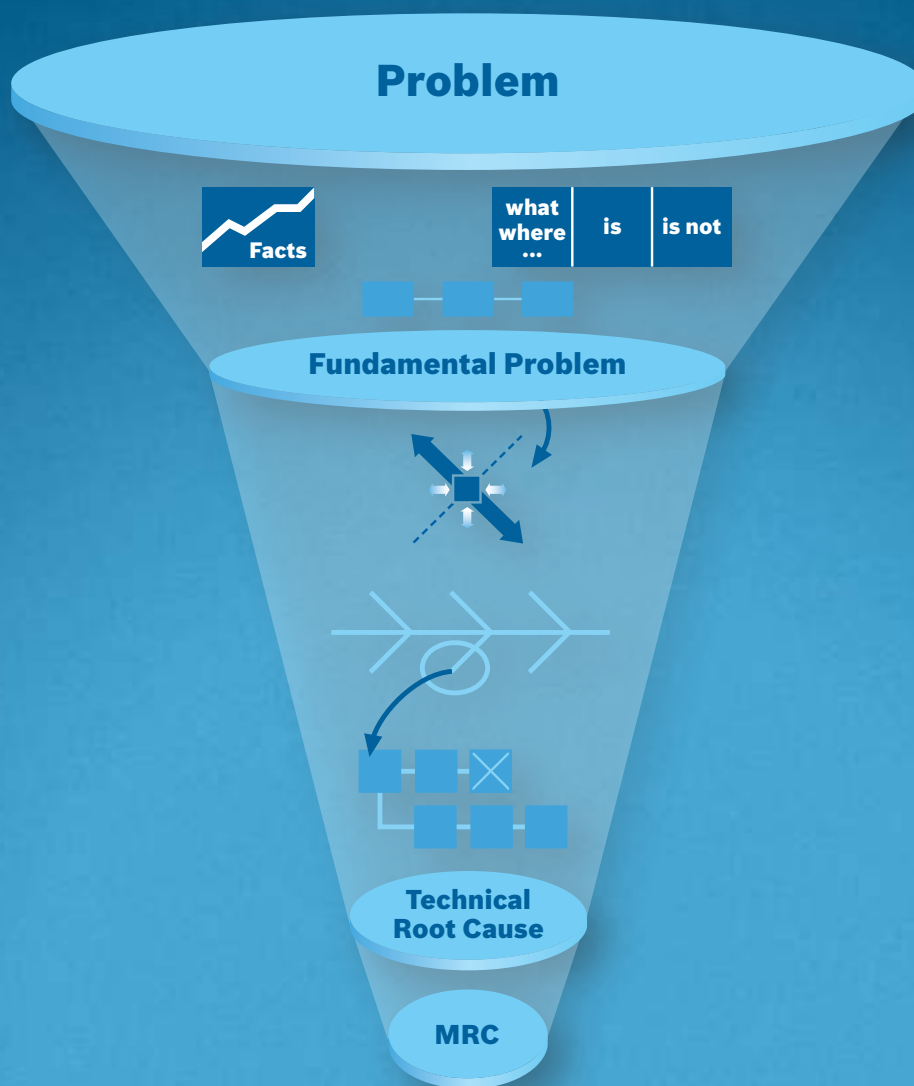 Problem
Facts
what
where
...
is
is not
Fundamental Problem
Technical
Root Cause
MRC